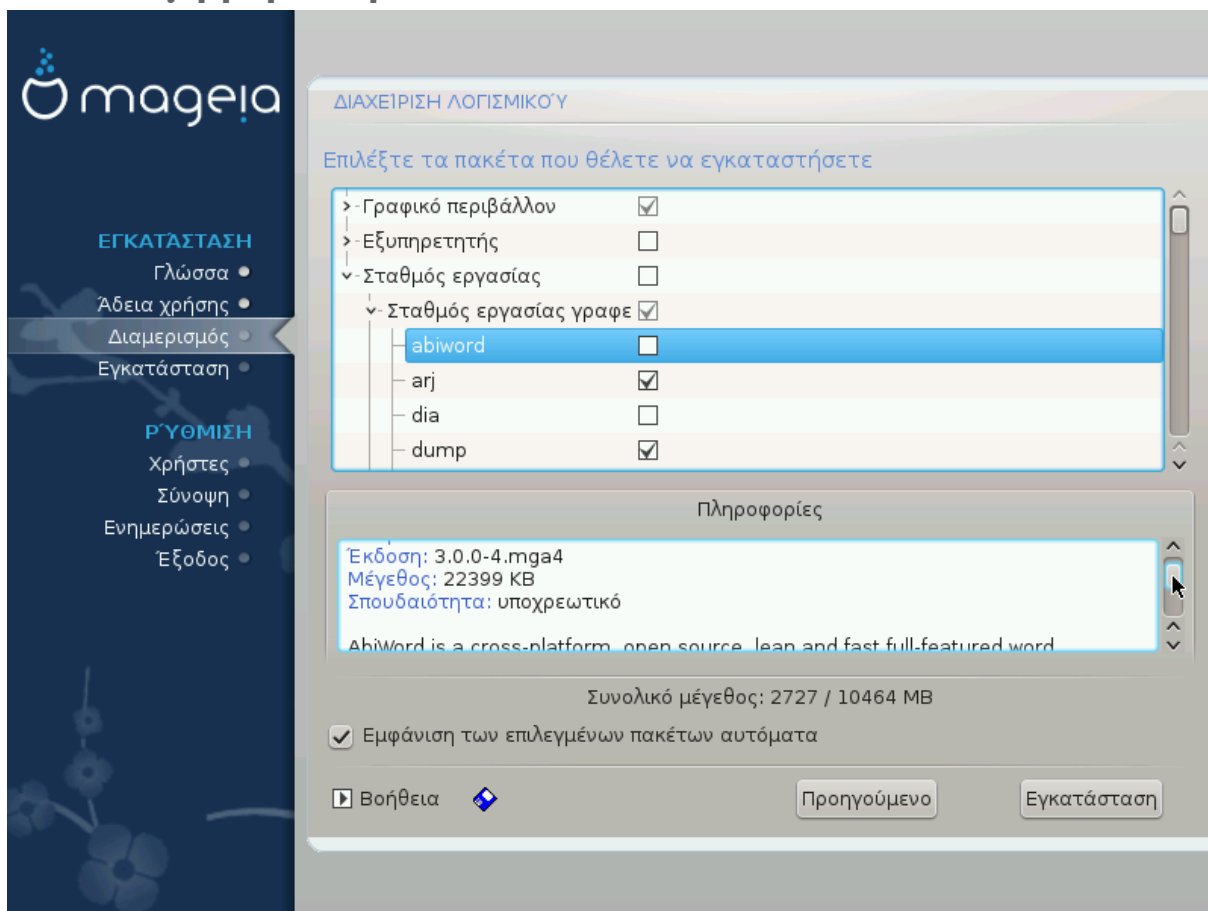 mageia
ΕΓΚΑΤΆΣΤΑΣΗ
Γλώσσα
Άδεια χρήσης
Διαμερισμός
Εγκατάσταση
ΡΎΘΜΙΣΗ
Χρήστες
Σύνοψη
Ενημερώσεις
Έξοδος
ΔΙΑΧΕΊΡΙΣΗ ΛΟΓΙΣΜΙΚΟΎ
Επιλέξτε τα πακέτα που θέλετε να εγκαταστήσετε
Γραφικό περιβάλλον
Εξυπηρετητής
Σταθμός εργασίας
Σταθμός εργασίας γραφε
abiword
arj
dia
dump
Πληροφορίες
Έκδοση: 3.0.0-4.mga4
Μέγεθος: 22399 KB
Σπουδαιότητα: υποχρεωτικό
AbiWord is a cross-platform, open source, lean and fast full-featured word
Συνολικό μέγεθος: 2727 / 10464 MB
Εμφάνιση των επιλεγμένων πακέτων αυτόματα
Βοήθεια
Προηγούμενο
Εγκατάσταση